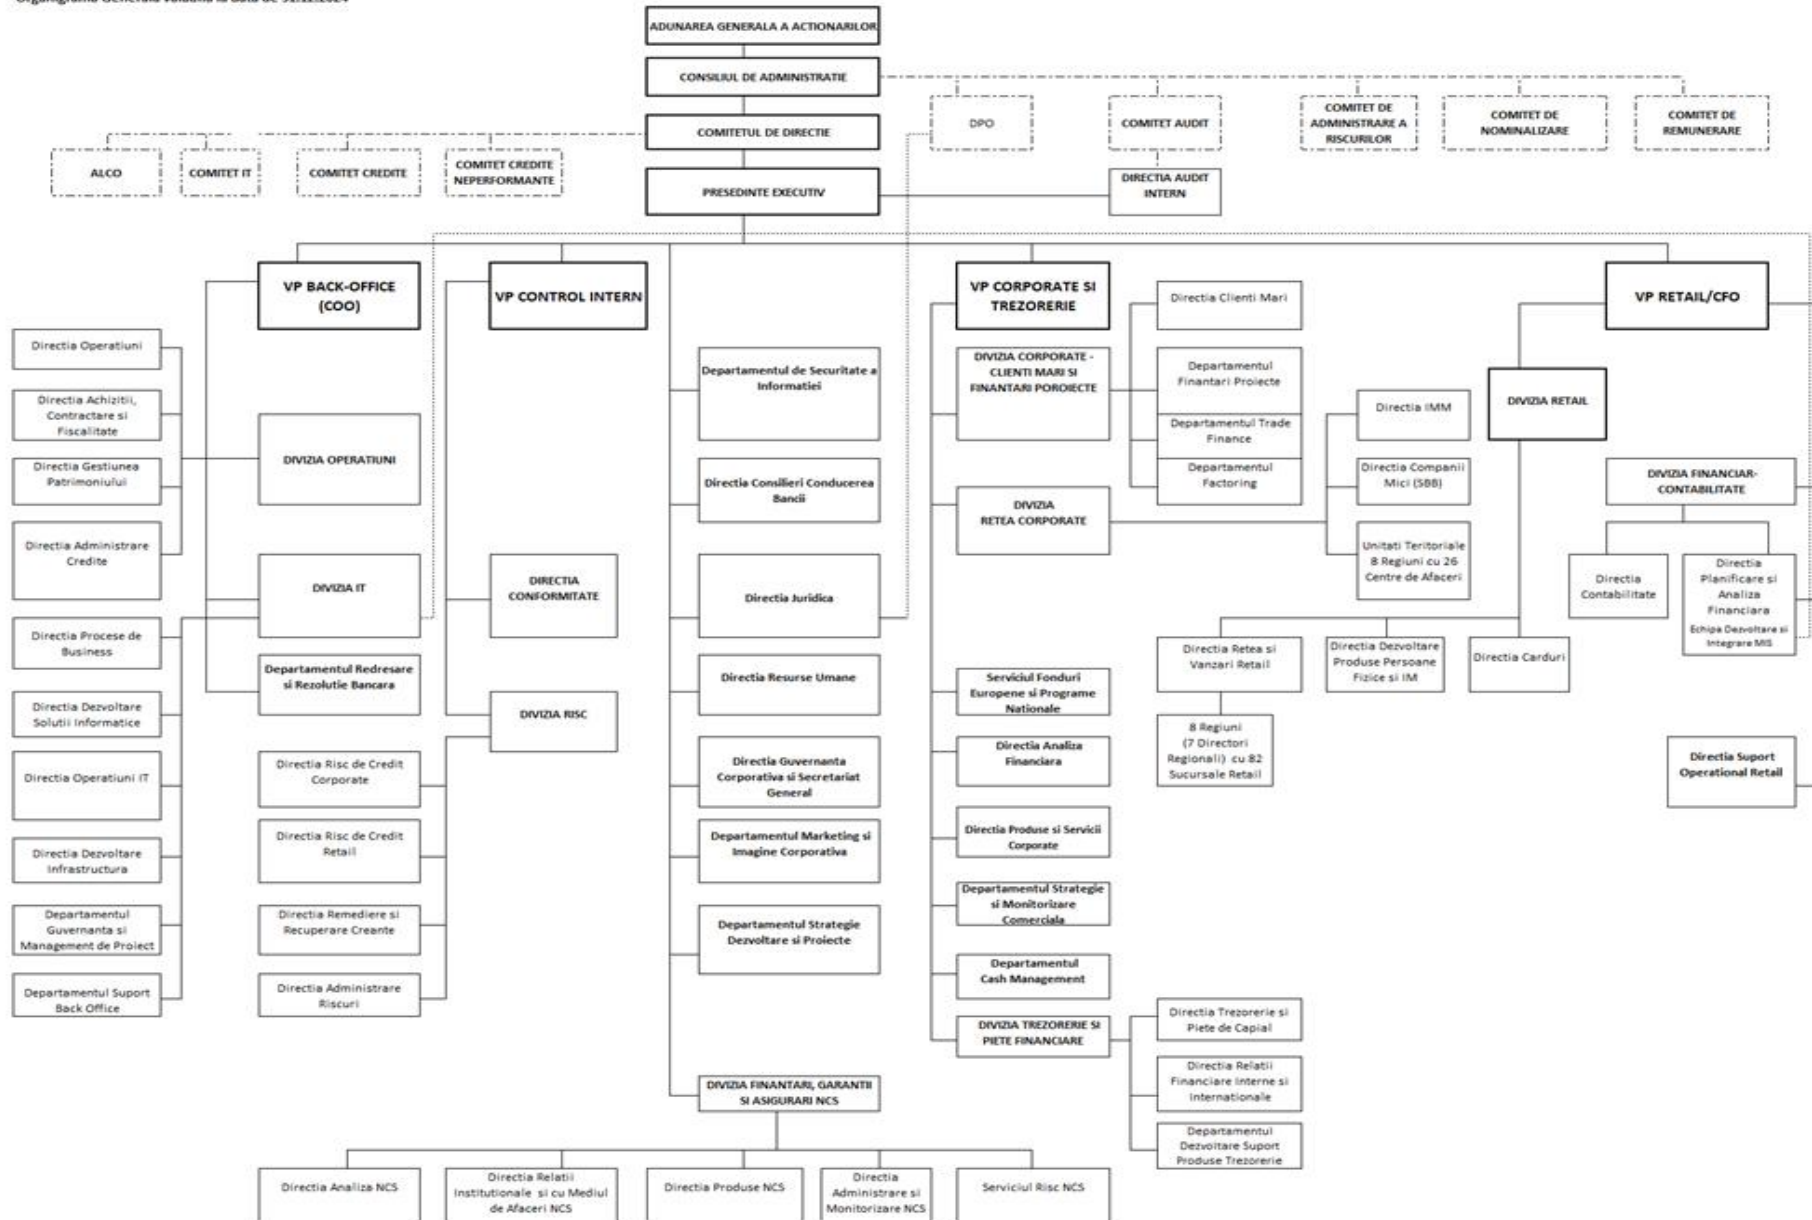 Organigrama Generala valabila la data de 31.12.2024
ADUNAREA GENERALA A ACTIONARILOR
CONSILIUL DE ADMINISTRATIE
COMITETUL DE DIRECTIE
PRESEDINTE EXECUTIV
DPO
COMITET AUDIT
COMITET DE
ADMINISTRARE A
RISCURILOR
COMITET DE
NOMINALIZARE
COMITET DE
REMUNERARE
ALCO
COMITET IT
COMITET CREDITE
COMITET CREDITE
NEPERFORMANTE
DIRECTIA AUDIT
INTERN
VP BACK-OFFICE
(COO)
VP CONTROL INTERN
VP CORPORATE SI
TREZORERIE
VP RETAIL/CFO
Directia Operatiuni
Directia Achizitii,
Contractare si
Fiscalitate
Directia Gestiunea
Patrimoniului
Directia Administrare
Credite
Directia Procese de
Business
Directia Dezvoltare
Solutii Informatice
Directia Operatiuni IT
Directia Dezvoltare
Infrastructura
Departamentul
Guvernanta si
Management de Proiect
Departamentul Suport
Back Office
DIVIZIA OPERATIUNI
DIVIZIA IT
Departamentul Redresare
si Rezolutie Bancara
DIRECTIA
CONFORMITATE
DIVIZIA RISC
Directia Risc de Credit
Corporate
Directia Risc de Credit
Retail
Directia Remediere si
Recuperare Creante
Directia Administrare
Riscuri
Departamentul de Securitate a
Informatiei
Directia Consilieri Conducerea
Bancii
Directia Juridica
Directia Resurse Umane
Directia Guvernanta
Corporativa si Secretariat
General
Departamentul Marketing si
Imagine Corporativa
Departamentul Strategie
Dezvoltare si Proiecte
DIVIZIA FINANTARI, GARANTII
SI ASIGURARI NCS
Directia Analiza NCS
Directia Relatii
Institutionale si cu Mediul
de Afaceri NCS
Directia Produse NCS
Directia
Administrare si
Monitorizare NCS
Serviciul Risc NCS
DIVIZIA CORPORATE -
CLIENTI MARI SI
FINANTARI POROIECTE
DIVIZIA
RETEA CORPORATE
Serviciul Fonduri
Europene si Programe
Nationale
Directia Analiza
Financiara
Directia Produse si Servicii
Corporate
Departamentul Strategie
si Monitorizare
Comerciala
Departamentul
Cash Management
DIVIZIA TREZORERIE SI
PIETE FINANCIARE
Directia Clienti Mari
Departamentul
Finantari Proiecte
Departamentul Trade
Finance
Departamentul
Factoring
Directia IMM
Directia Companii
Mici (SBB)
Unitati Teritoriale
8 Regiuni cu 26
Centre de Afaceri
Directia Trezorerie si
Piete de Capial
Directia Relatii
Financiare Interne si
Internationale
Departamentul
Dezvoltare Suport
Produse Trezorerie
DIVIZIA RETAIL
Directia Retea si
Vanzari Retail
Directia Dezvoltare
Produse Persoane
Fizice si IM
Directia Carduri
8 Regiuni
(7 Directori
Regionali) cu 82
Sucursale Retail
DIVIZIA FINANCIAR-
CONTABILITATE
Directia
Contabilitate
Directia
Planificare si
Analiza
Financiara
Echipa Dezvoltare si
Integrare MIS
Directia Suport
Operational Retail